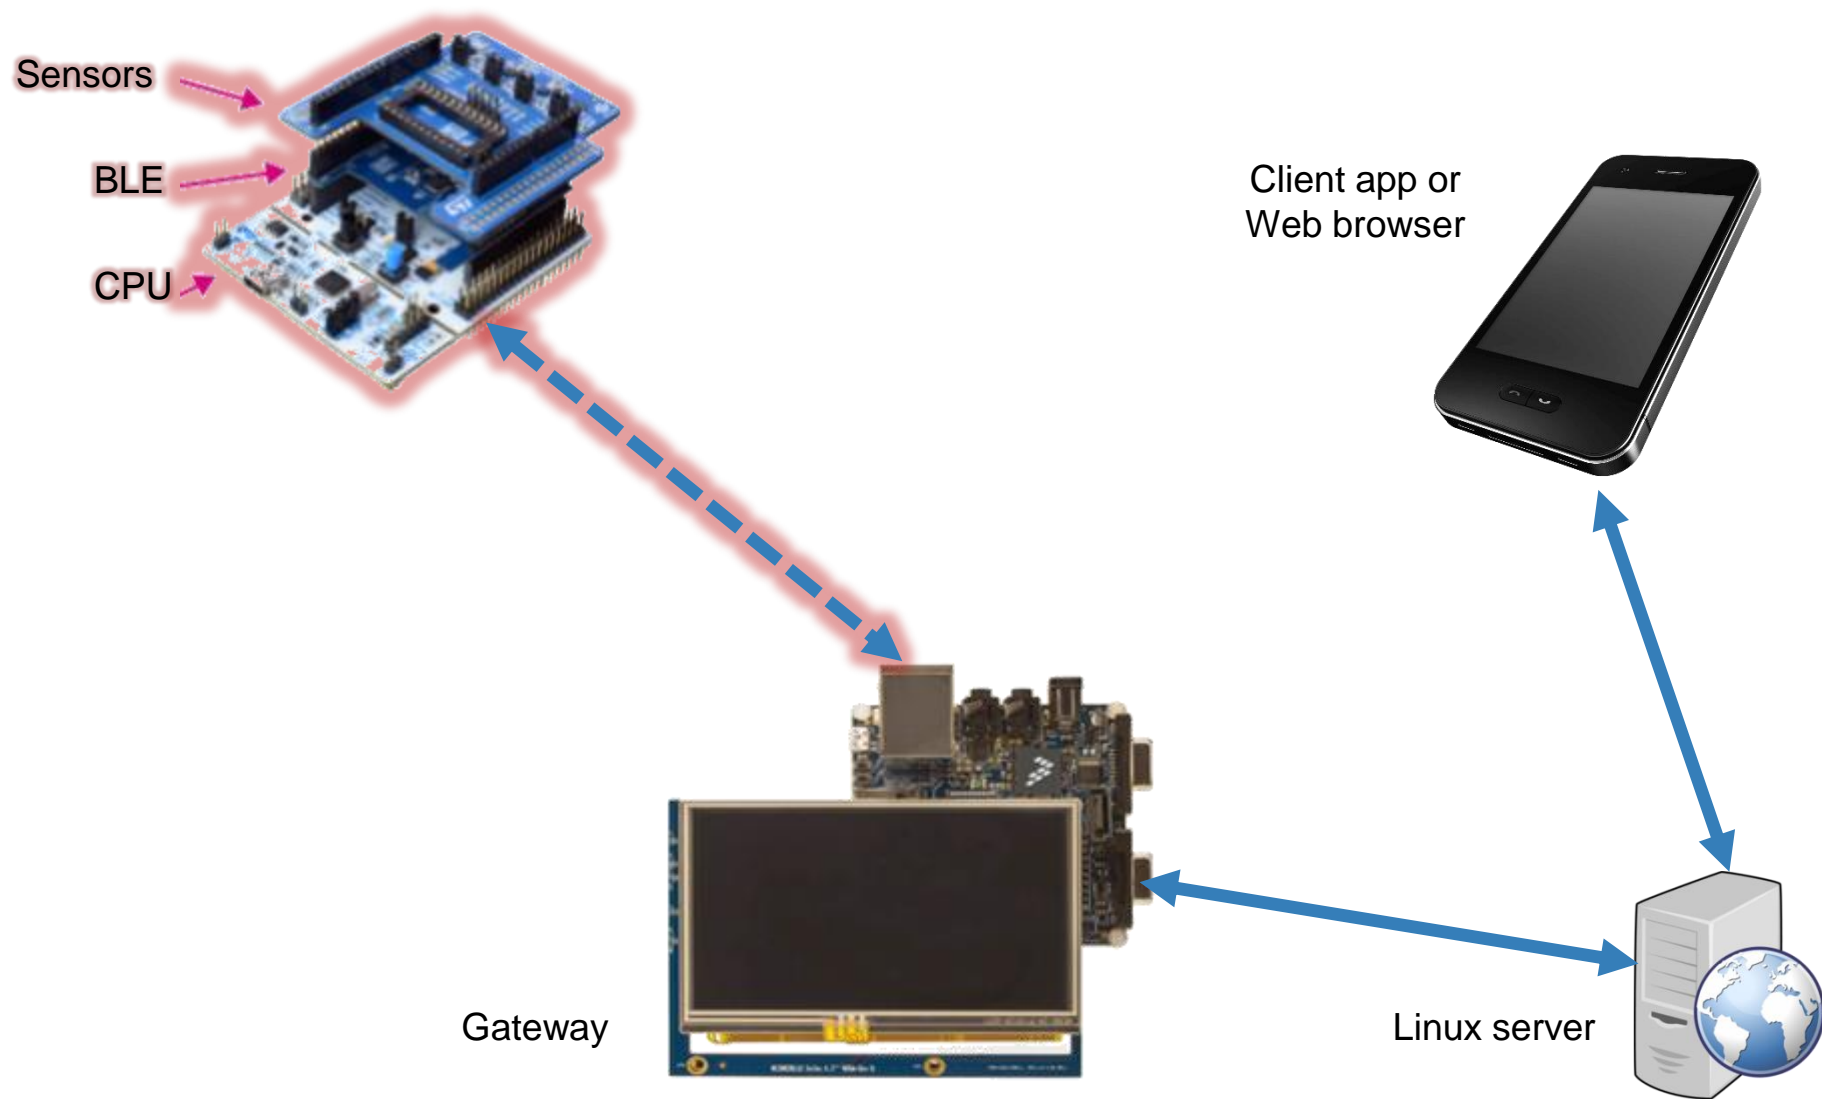 Sensors
BLE
CPU
Client app or
Web browser
Gateway
Linux server